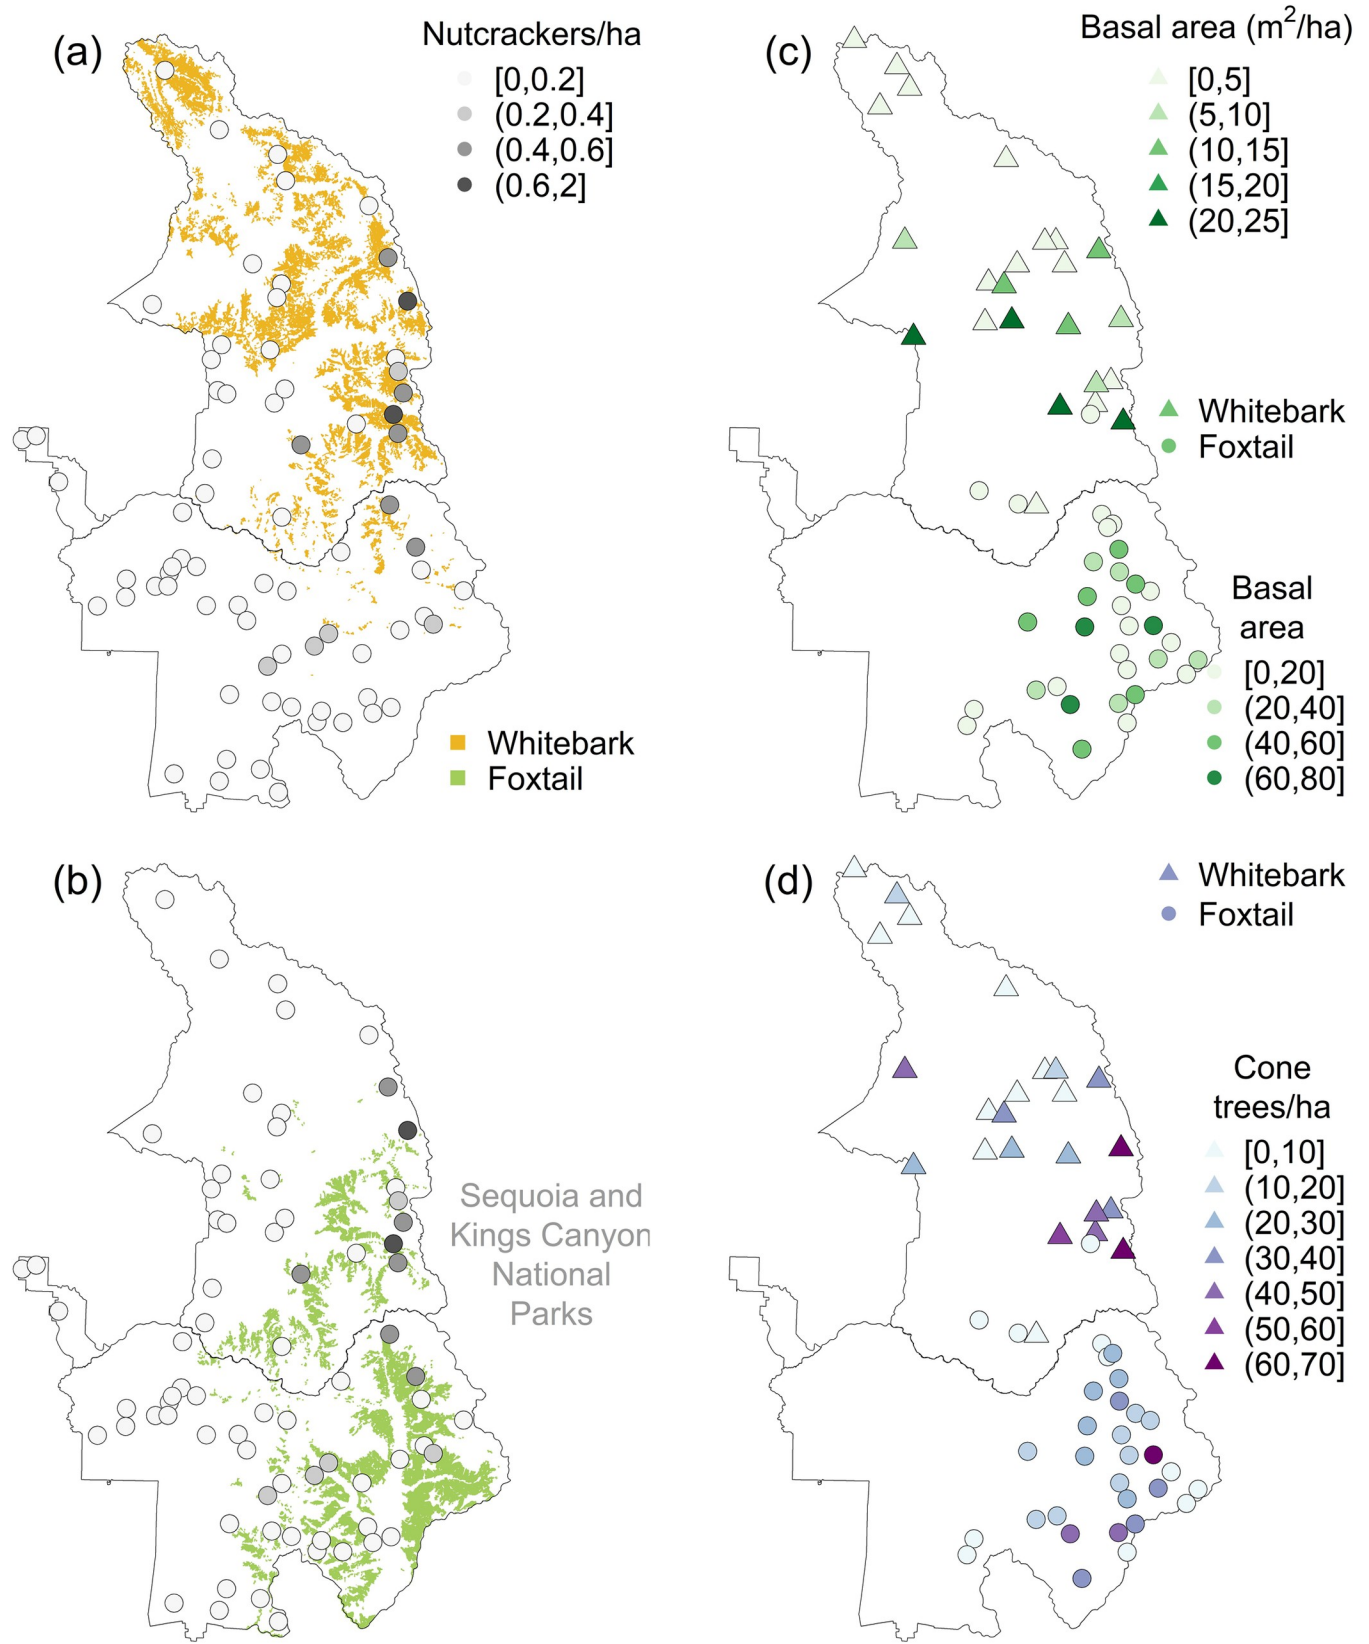 (a)
Nutcrackers/ha
[0,0.2]
(0.2,0.4]
(0.4,0.6]
(0.6,2]
Whitebark
Foxtail
(c)
Basal area (m²/ha)
[0,5]
(5,10]
(10,15]
(15,20]
(20,25]
Whitebark
Foxtail
Basal
area
[0,20]
(20,40]
(40,60]
(60,80]
(b)
Sequoia and
Kings Canyon
National
Parks
(d)
Whitebark
Foxtail
Cone
trees/ha
[0,10]
(10,20]
(20,30]
(30,40]
(40,50]
(50,60]
(60,70]